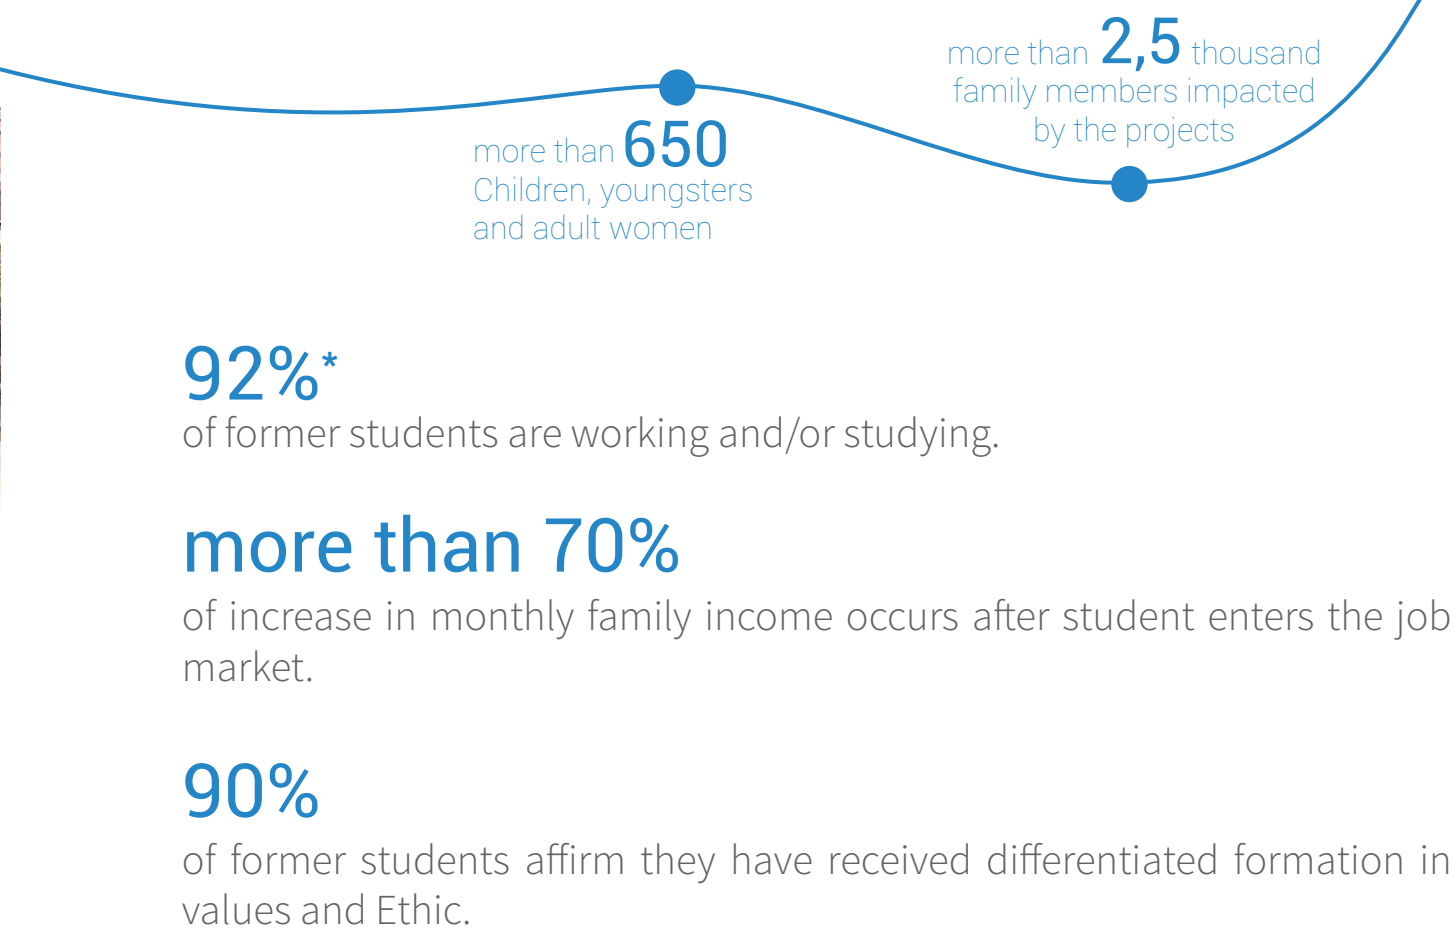 more than 2,5 thousand
family members impacted
by the projects
more than 650
Children, youngsters
and adult women
92%*
of former students are working and/or studying.
more than 70%
of increase in monthly family income occurs after student enters the job
market.
90%
of former students affirm they have received differentiated formation in
values and Ethic.